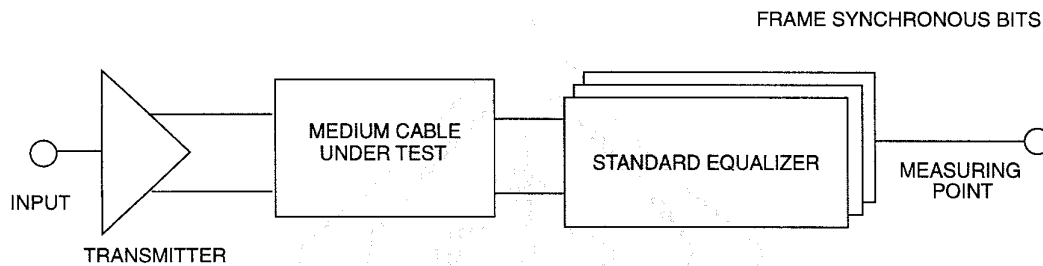 FRAME SYNCHRONOUS BITS
MEDIUM CABLE
UNDER TEST
STANDARD EQUALIZER
MEASURING
POINT
INPUT
TRANSMITTER